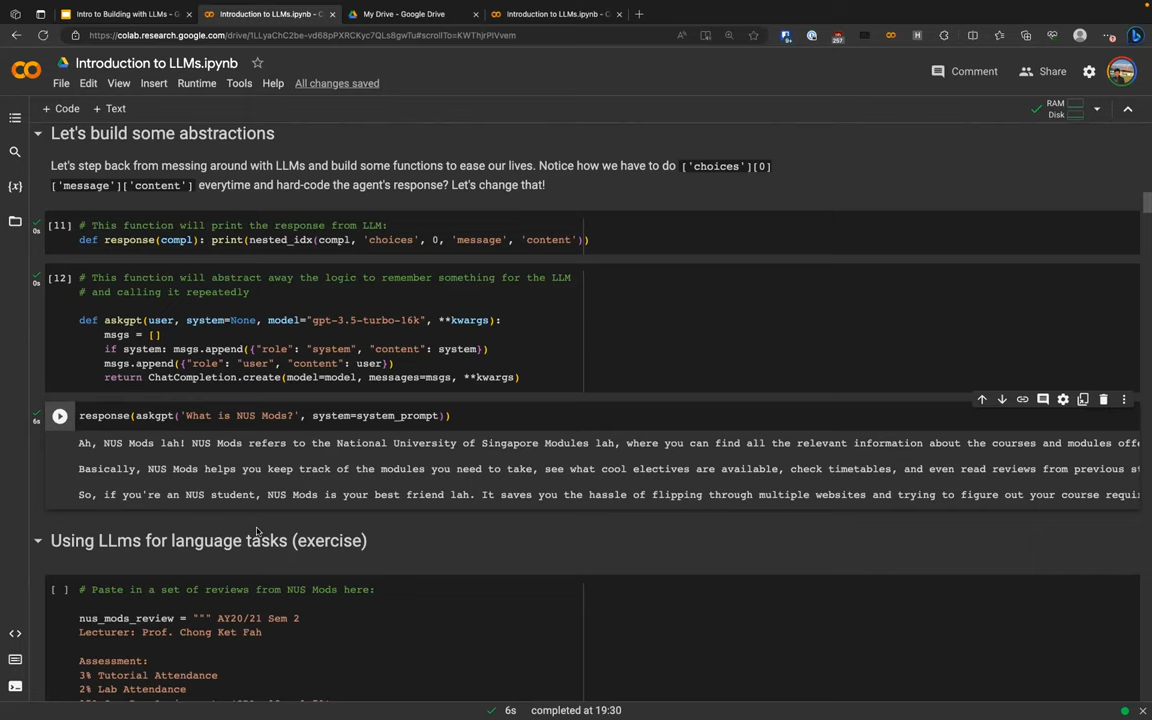 Intro to Building with LLMs - G
Introduction to LLMs.ipynb - C
My Drive - Google Drive
Introduction to LLMs.ipynb - C
https://colab.research.google.com/drive/1LLyaChC2be-vd68pPXRCKyc7QLs8gwTu#scrollTo=KWThjrPlVvem
257
Introduction to LLMs.ipynb
Comment
Share
File Edit View Insert Runtime Tools Help All changes saved
+ Code + Text
RAM
Disk
Let's build some abstractions
Let's step back from messing around with LLMs and build some functions to ease our lives. Notice how we have to do ['choices'][0]
['message']['content'] everytime and hard-code the agent's response? Let's change that!
[11] # This function will print the response from LLM:
0s
def response(compl): print(nested_idx(compl, 'choices', 0, 'message', 'content'))
[12] # This function will abstract away the logic to remember something for the LLM
0s
# and calling it repeatedly
def askgpt(user, system=None, model="gpt-3.5-turbo-16k", **kwargs):
msgs = []
if system: msgs.append({"role": "system", "content": system})
msgs.append({"role": "user", "content": user})
return ChatCompletion.create(model=model, messages=msgs, **kwargs)
response(askgpt('What is NUS Mods?', system=system_prompt))
6s
Ah, NUS Mods lah! NUS Mods refers to the National University of Singapore Modules lah, where you can find all the relevant information about the courses and modules offe
Basically, NUS Mods helps you keep track of the modules you need to take, see what cool electives are available, check timetables, and even read reviews from previous st
So, if you're an NUS student, NUS Mods is your best friend lah. It saves you the hassle of flipping through multiple websites and trying to figure out your course requir
Using LLms for language tasks (exercise)
[ ] # Paste in a set of reviews from NUS Mods here:
nus_mods_review = """ AY20/21 Sem 2
Lecturer: Prof. Chong Ket Fah
Assessment:
3% Tutorial Attendance
2% Lab Attendance
6s completed at 19:30